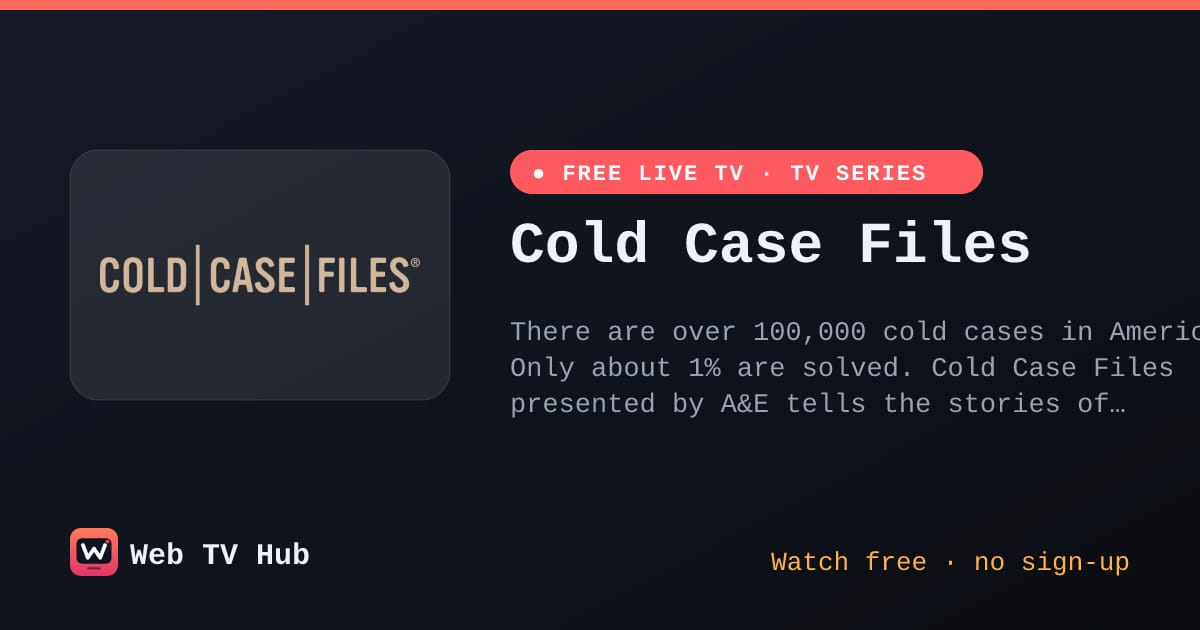 COLD|CASE|FILES®
● FREE LIVE TV · TV SERIES
Cold Case Files
There are over 100,000 cold cases in Americ
Only about 1% are solved. Cold Case Files
presented by A&E tells the stories of…
Web TV Hub
Watch free · no sign-up